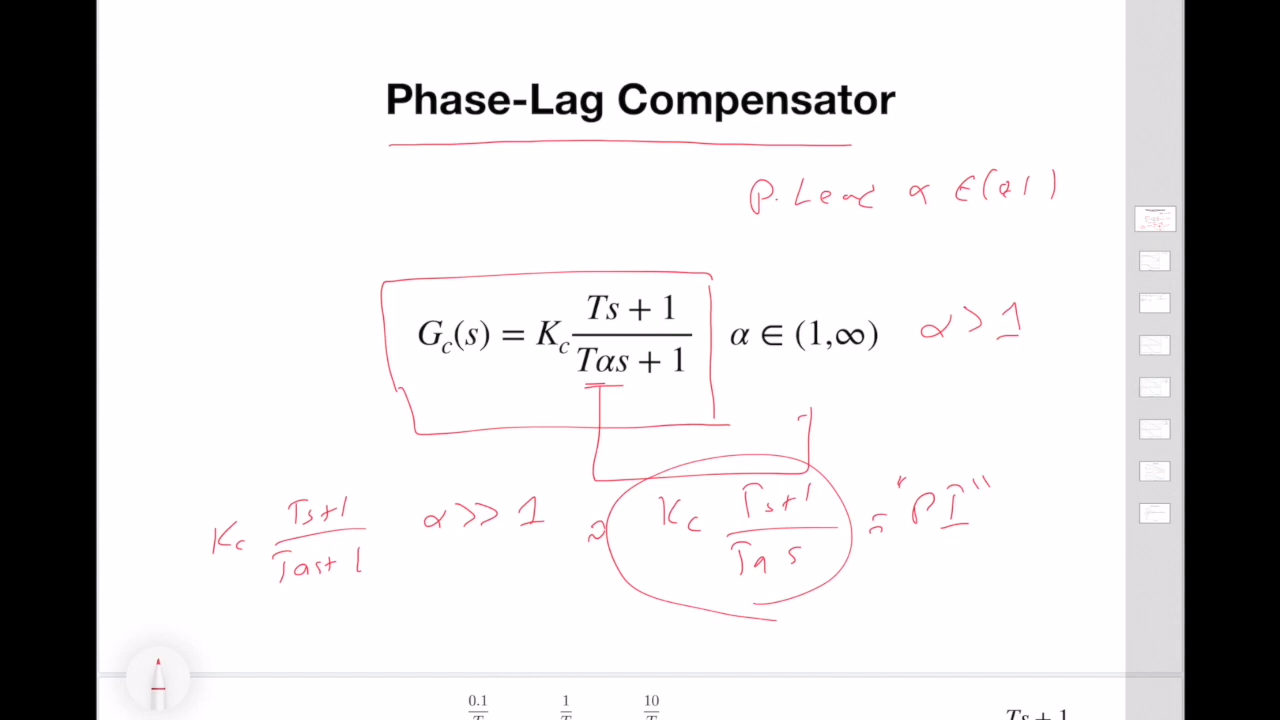 Phase-Lag Compensator
P. Lead α ∈ (0,1)
G_c(s) = K_c (Ts + 1)/(Tαs + 1) α ∈ (1,∞) α > 1
K_c (Ts+1)/(Tαs+1) α >> 1 ≈ K_c (Ts+1)/(Tα s) = "PI"
0.1/T 1/T 10/T Ts + 1